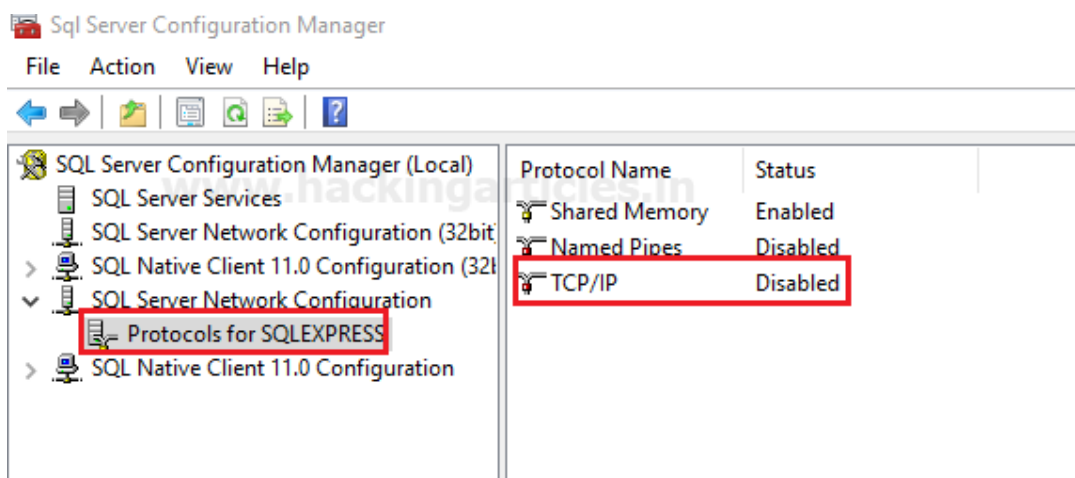 Sql Server Configuration Manager
File Action View Help
SQL Server Configuration Manager (Local)
SQL Server Services
SQL Server Network Configuration (32bit
SQL Native Client 11.0 Configuration (32b
SQL Server Network Configuration
Protocols for SQLEXPRESS
SQL Native Client 11.0 Configuration
Protocol Name Status
Shared Memory Enabled
Named Pipes Disabled
TCP/IP Disabled
www.hackingarticles.in